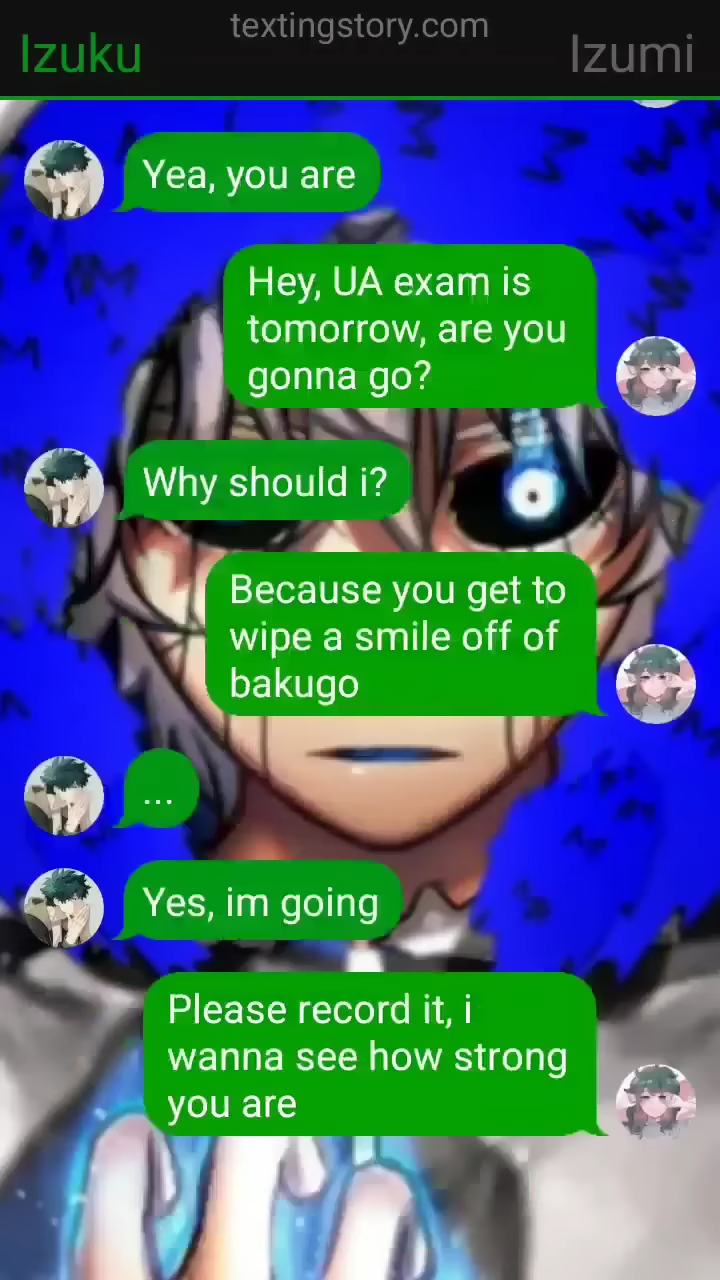 textingstory.com
Izuku
Izumi
Yea, you are
Hey, UA exam is
tomorrow, are you
gonna go?
Why should i?
Because you get to
wipe a smile off of
bakugo
...
Yes, im going
Please record it, i
wanna see how strong
you are